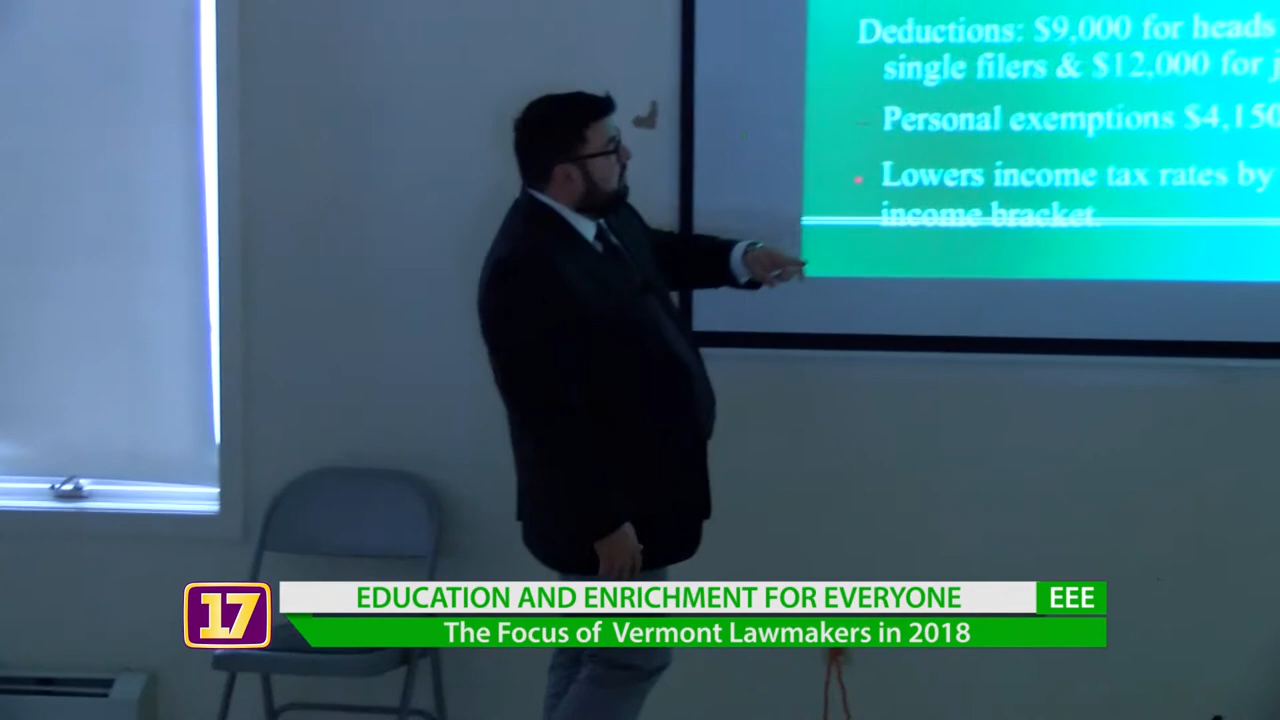 Deductions: $9,000 for heads
single filers & $12,000 for
Personal exemptions $4,150
Lowers income tax rates by
income bracket.
17
EDUCATION AND ENRICHMENT FOR EVERYONE EEE
The Focus of Vermont Lawmakers in 2018